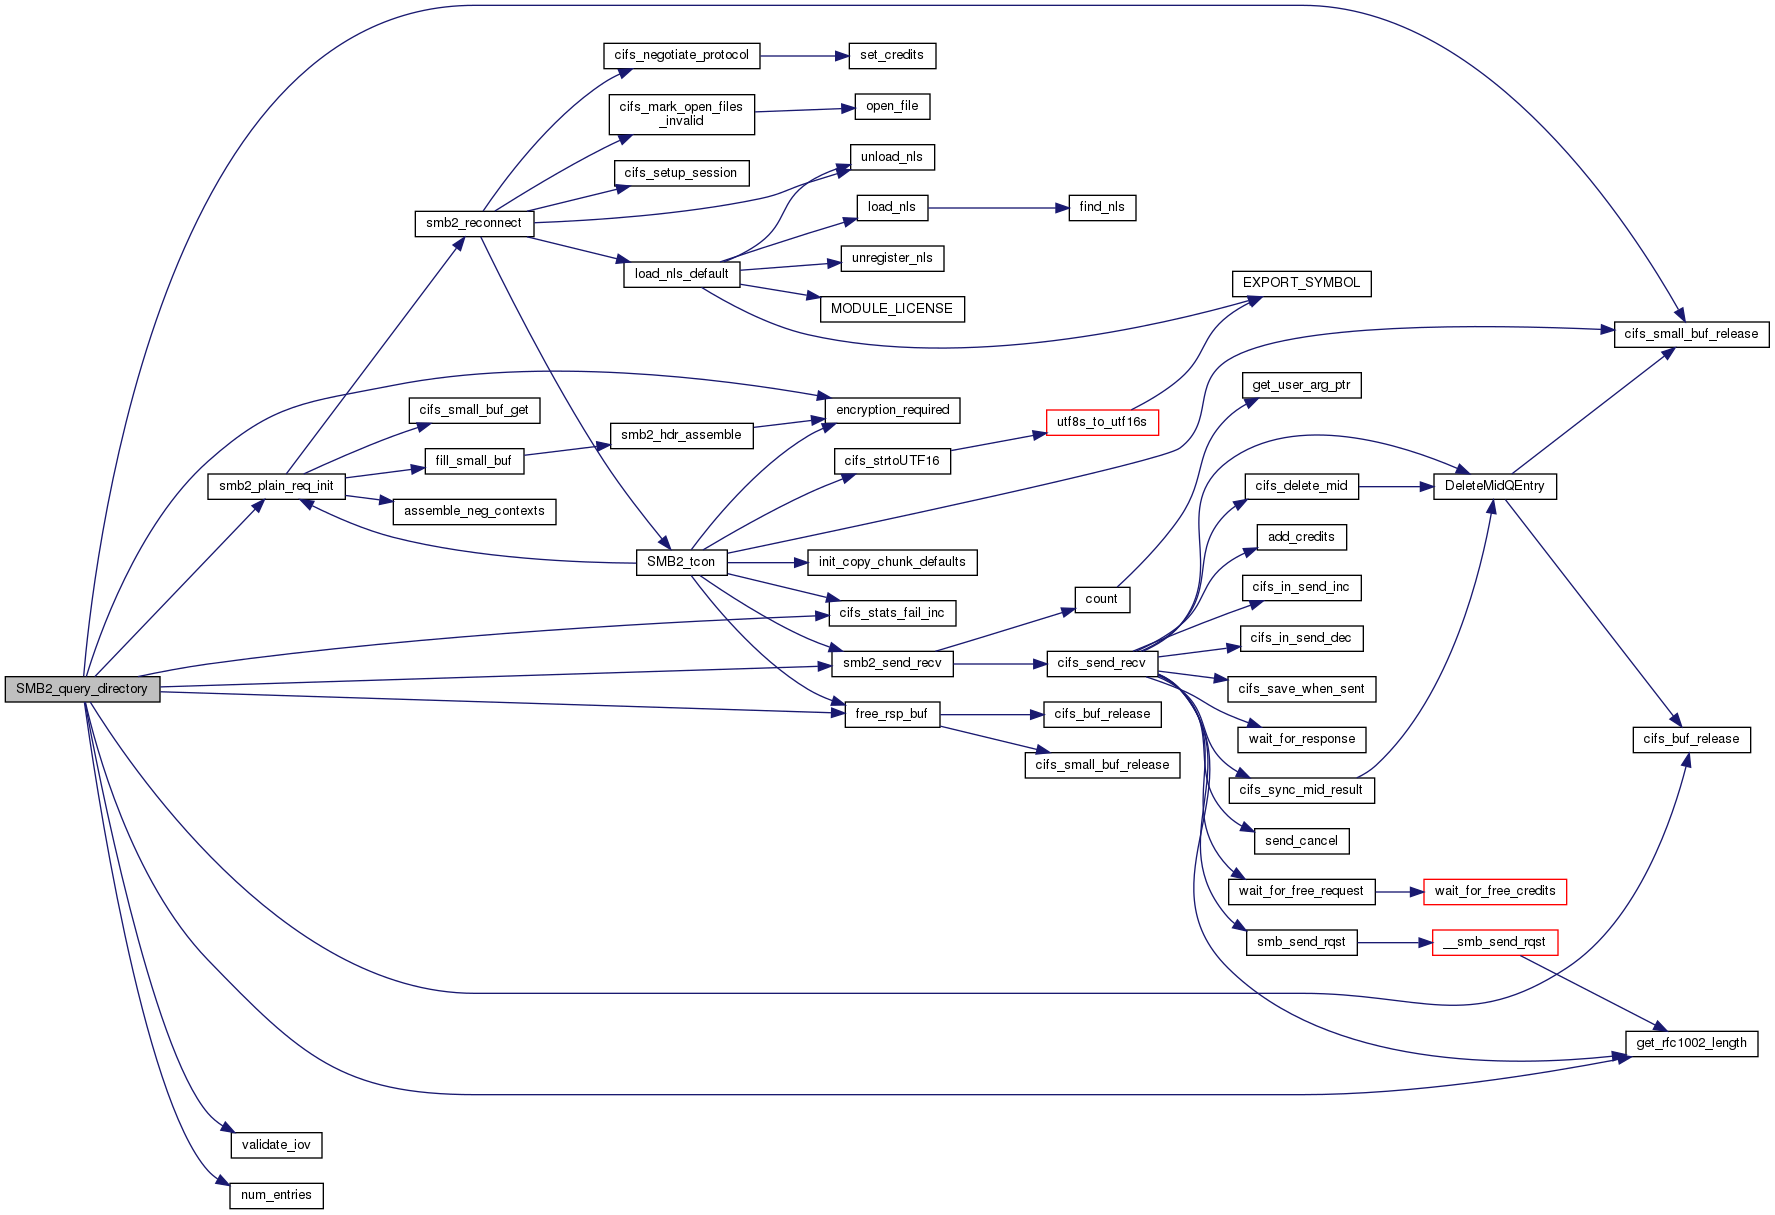 cifs_negotiate_protocol
set_credits
cifs_mark_open_files
_invalid
open_file
unload_nls
cifs_setup_session
load_nls
find_nls
smb2_reconnect
unregister_nls
load_nls_default
MODULE_LICENSE
EXPORT_SYMBOL
cifs_small_buf_release
get_user_arg_ptr
cifs_small_buf_get
encryption_required
utf8s_to_utf16s
smb2_hdr_assemble
fill_small_buf
cifs_strtoUTF16
smb2_plain_req_init
cifs_delete_mid
DeleteMidQEntry
assemble_neg_contexts
add_credits
SMB2_tcon
init_copy_chunk_defaults
cifs_in_send_inc
count
cifs_stats_fail_inc
cifs_in_send_dec
smb2_send_recv
cifs_send_recv
SMB2_query_directory
cifs_save_when_sent
free_rsp_buf
cifs_buf_release
wait_for_response
cifs_buf_release
cifs_small_buf_release
cifs_sync_mid_result
send_cancel
wait_for_free_request
wait_for_free_credits
smb_send_rqst
__smb_send_rqst
get_rfc1002_length
validate_iov
num_entries